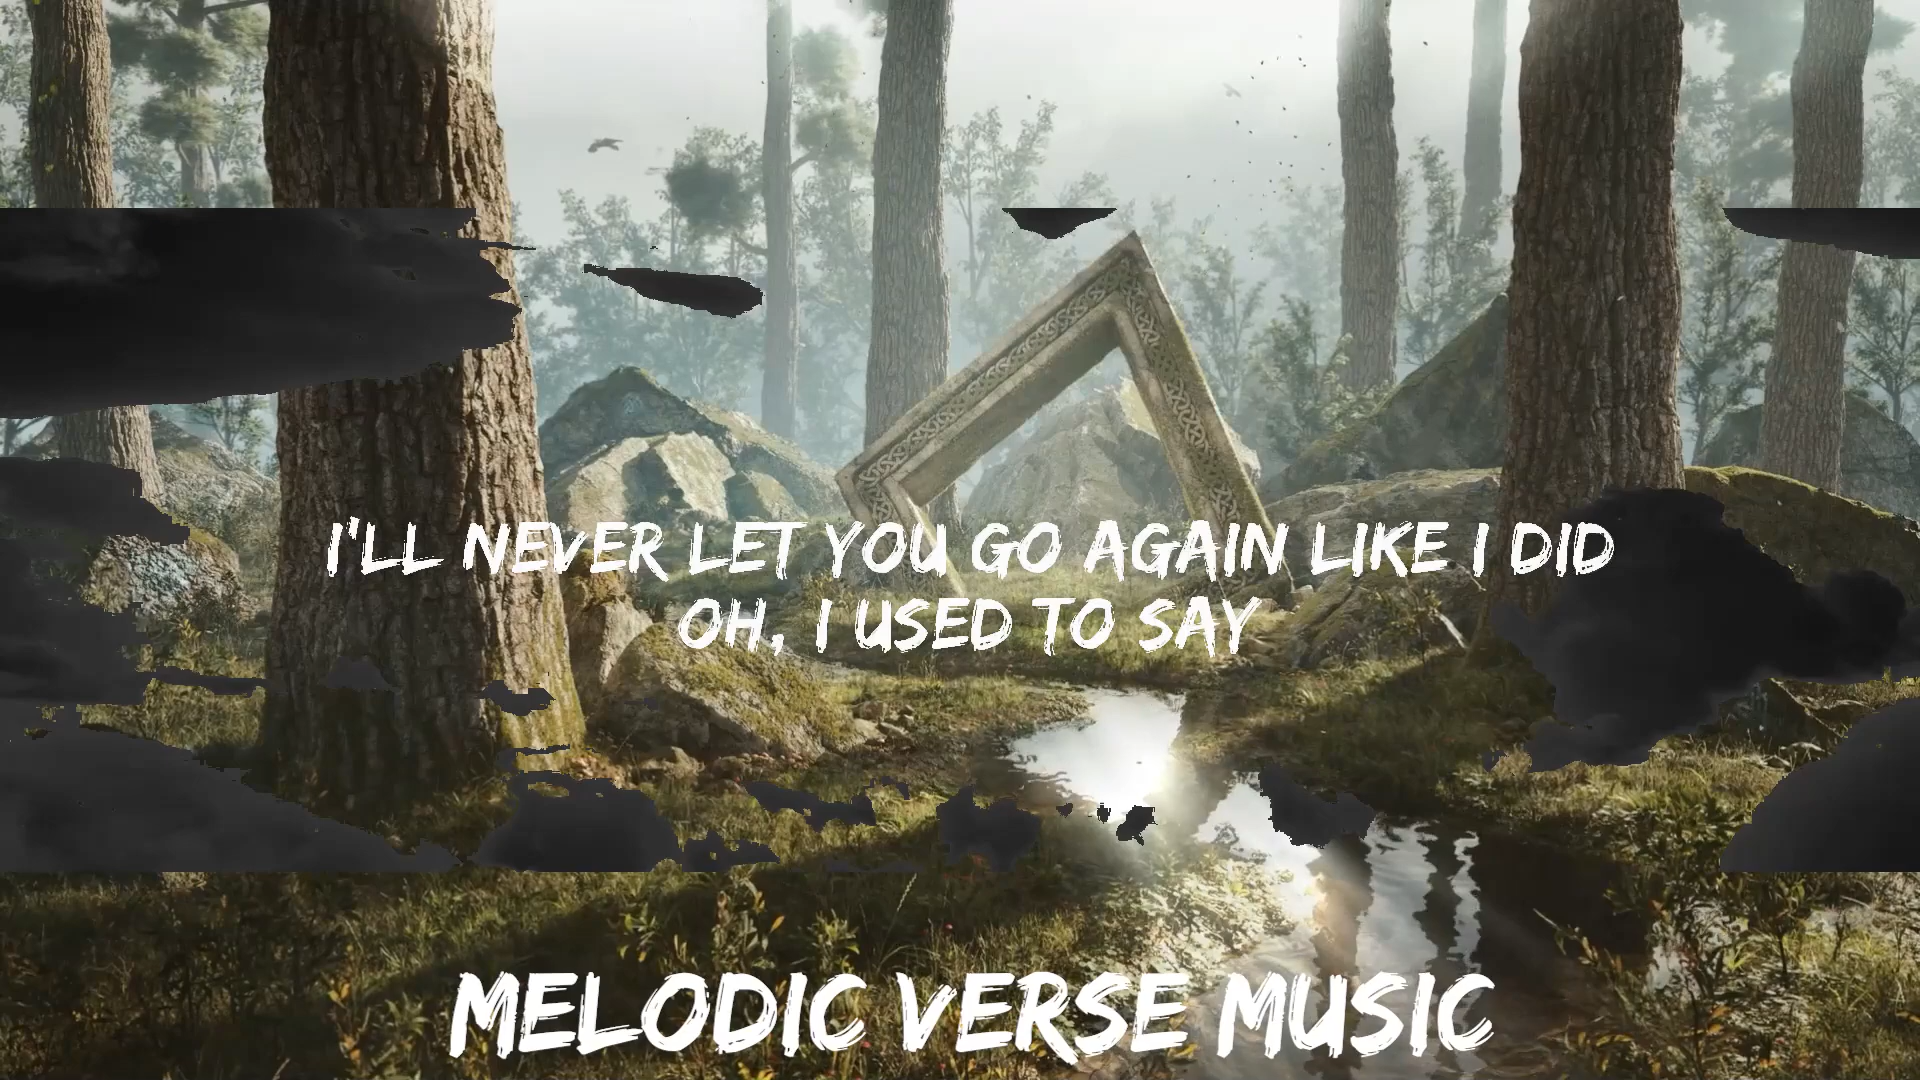 I'LL NEVER LET YOU GO AGAIN LIKE I DID
OH, I USED TO SAY
MELODIC VERSE MUSIC